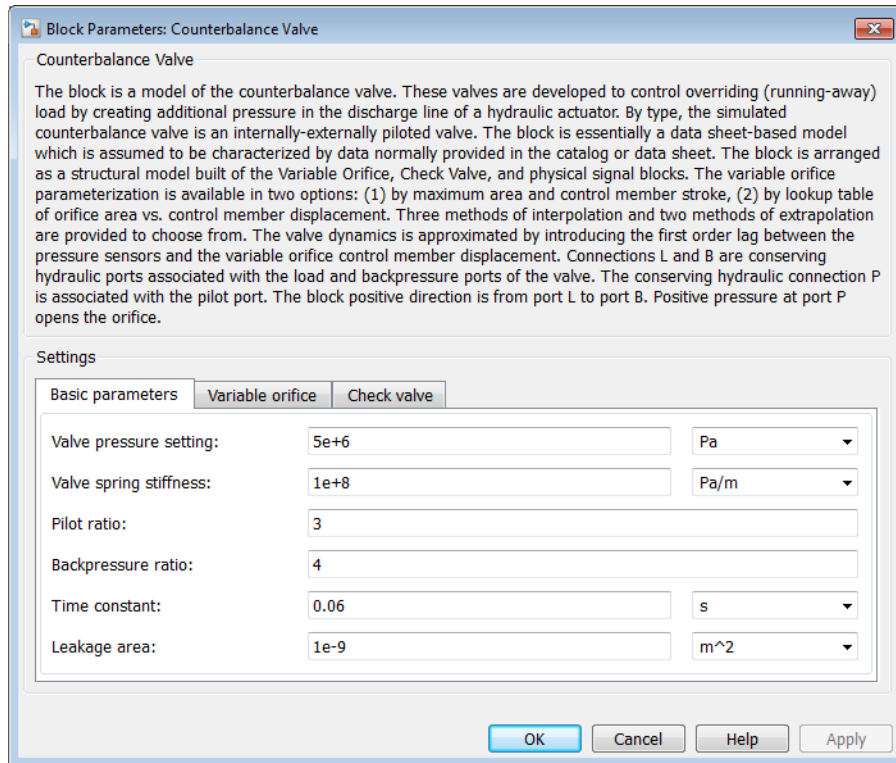 Block Parameters: Counterbalance Valve
Counterbalance Valve
The block is a model of the counterbalance valve. These valves are developed to control overriding (running-away)
load by creating additional pressure in the discharge line of a hydraulic actuator. By type, the simulated
counterbalance valve is an internally-externally piloted valve. The block is essentially a data sheet-based model
which is assumed to be characterized by data normally provided in the catalog or data sheet. The block is arranged
as a structural model built of the Variable Orifice, Check Valve, and physical signal blocks. The variable orifice
parameterization is available in two options: (1) by maximum area and control member stroke, (2) by lookup table
of orifice area vs. control member displacement. Three methods of interpolation and two methods of extrapolation
are provided to choose from. The valve dynamics is approximated by introducing the first order lag between the
pressure sensors and the variable orifice control member displacement. Connections L and B are conserving
hydraulic ports associated with the load and backpressure ports of the valve. The conserving hydraulic connection P
is associated with the pilot port. The block positive direction is from port L to port B. Positive pressure at port P
opens the orifice.
Settings
Basic parameters Variable orifice Check valve
Valve pressure setting: 5e+6 Pa
Valve spring stiffness: 1e+8 Pa/m
Pilot ratio: 3
Backpressure ratio: 4
Time constant: 0.06 s
Leakage area: 1e-9 m^2
OK Cancel Help Apply